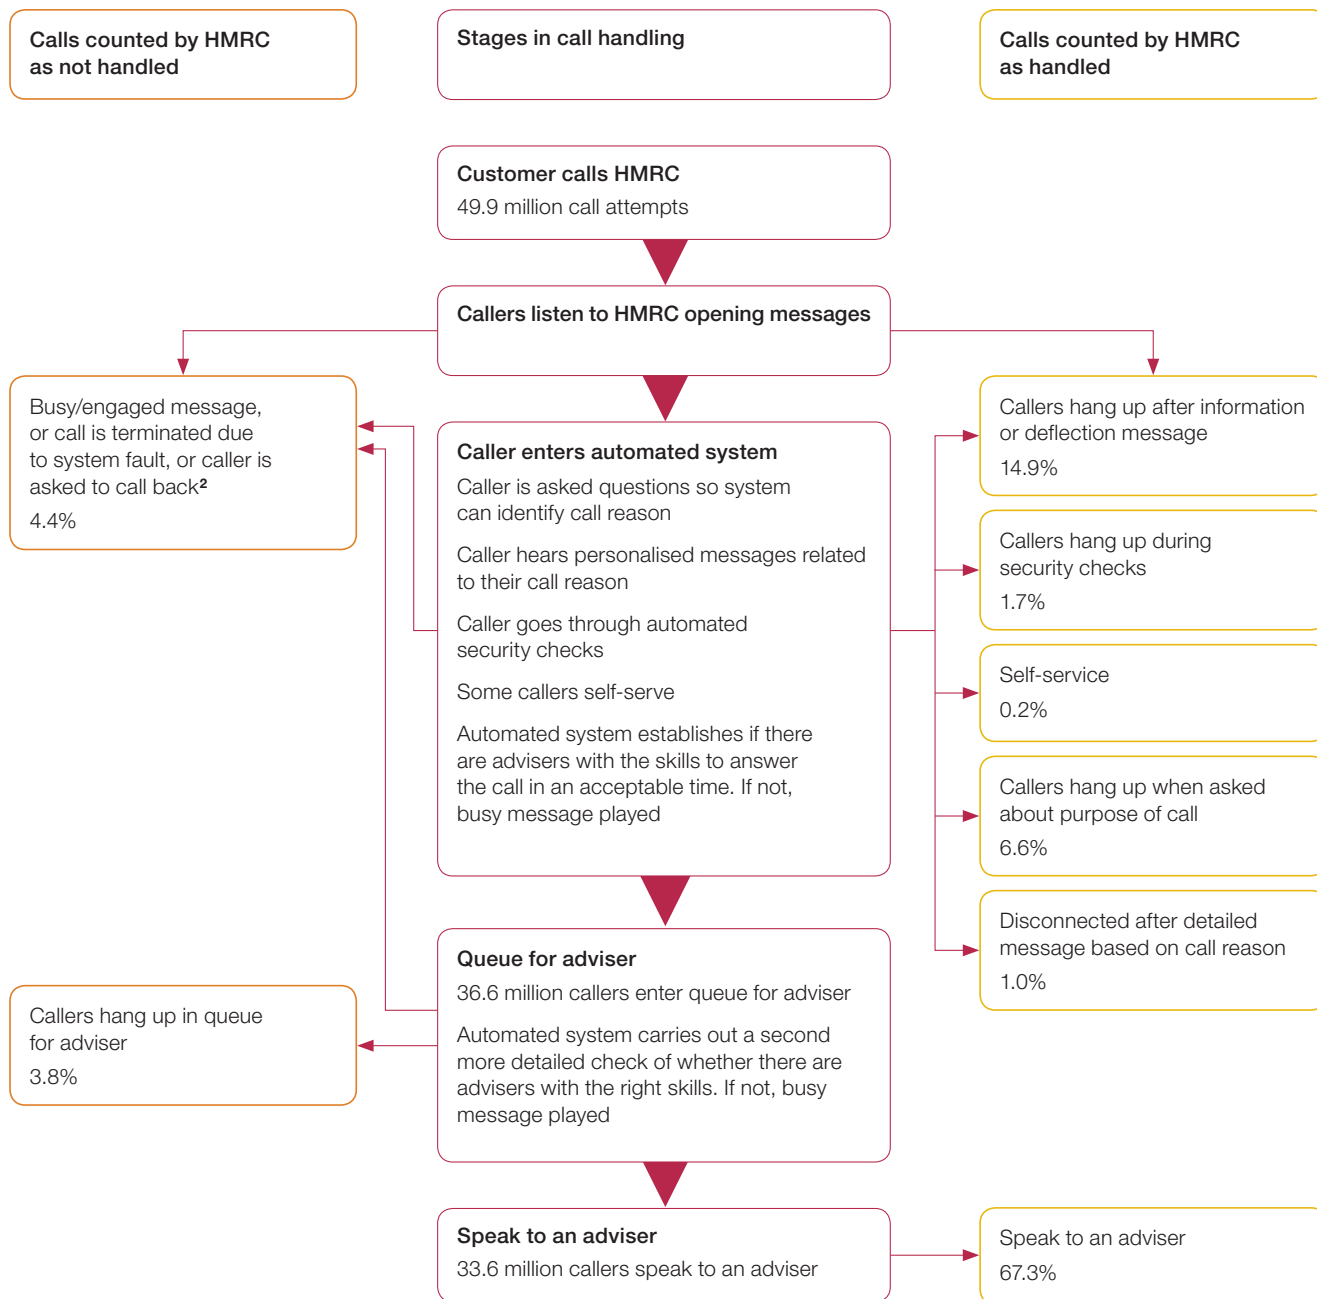 Calls counted by HMRC
as not handled
Stages in call handling
Calls counted by HMRC
as handled
Customer calls HMRC
49.9 million call attempts
Callers listen to HMRC opening messages
Busy/engaged message,
or call is terminated due
to system fault, or caller is
asked to call back²
4.4%
Caller enters automated system
Caller is asked questions so system
can identify call reason
Caller hears personalised messages related
to their call reason
Caller goes through automated
security checks
Some callers self-serve
Automated system establishes if there
are advisers with the skills to answer
the call in an acceptable time. If not,
busy message played
Callers hang up after information
or deflection message
14.9%
Callers hang up during
security checks
1.7%
Self-service
0.2%
Callers hang up when asked
about purpose of call
6.6%
Disconnected after detailed
message based on call reason
1.0%
Queue for adviser
36.6 million callers enter queue for adviser
Automated system carries out a second
more detailed check of whether there are
advisers with the right skills. If not, busy
message played
Callers hang up in queue
for adviser
3.8%
Speak to an adviser
33.6 million callers speak to an adviser
Speak to an adviser
67.3%